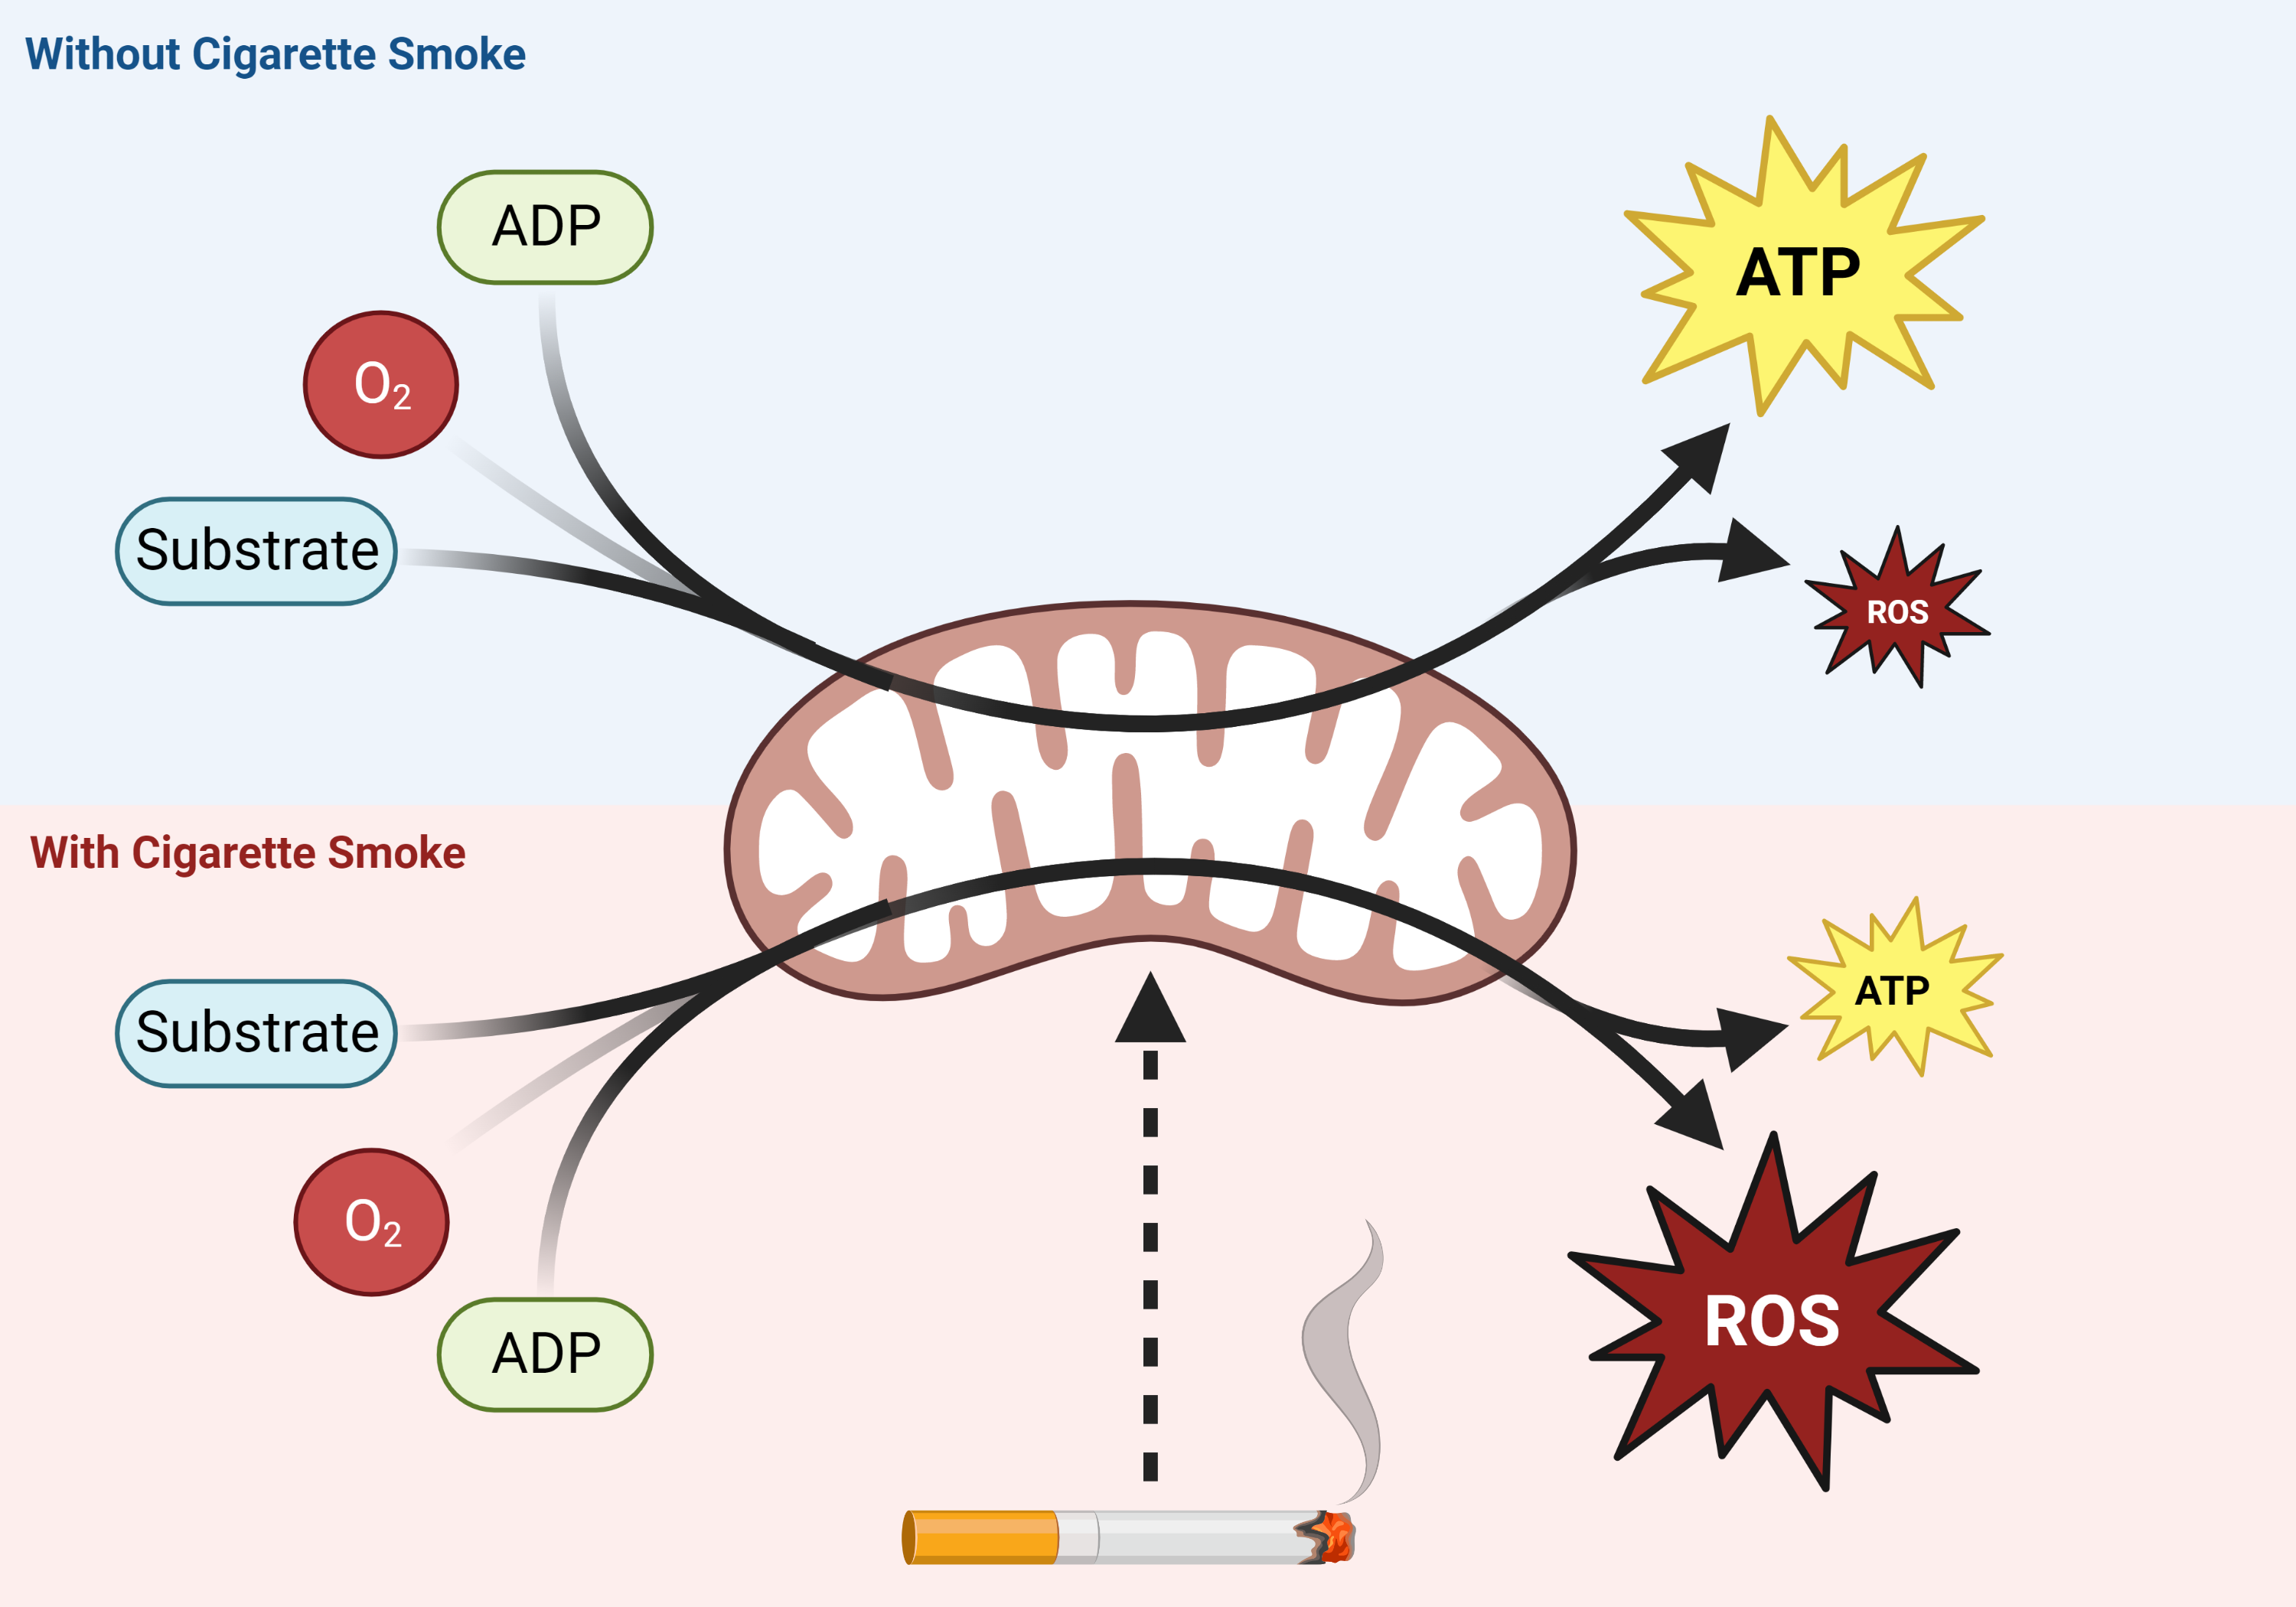 Without Cigarette Smoke
ADP
O₂
Substrate
ATP
ROS
With Cigarette Smoke
Substrate
O₂
ADP
ATP
ROS